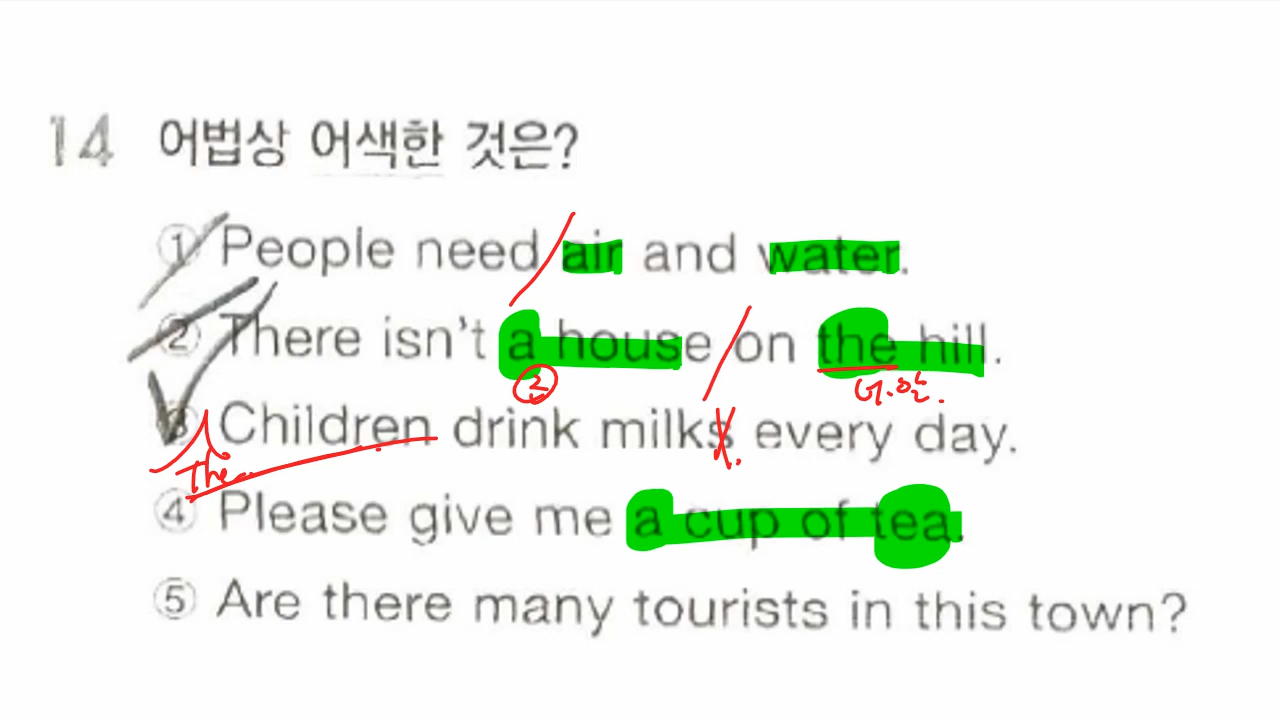 14 어법상 어색한 것은?
① People need air and water.
② There isn't a house on the hill.
②
③ Children drink milks every day.
The
④ Please give me a cup of tea.
⑤ Are there many tourists in this town?